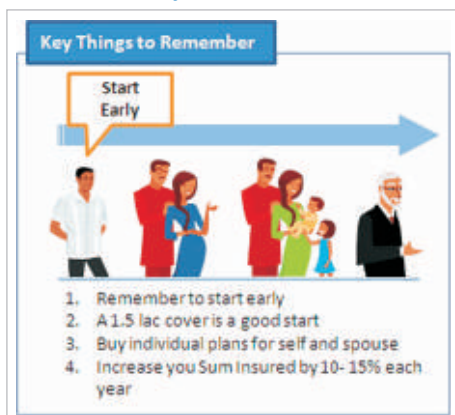 Key Things to Remember
Start
Early
1. Remember to start early
2. A 1.5 lac cover is a good start
3. Buy individual plans for self and spouse
4. Increase you Sum Insured by 10- 15% each
year